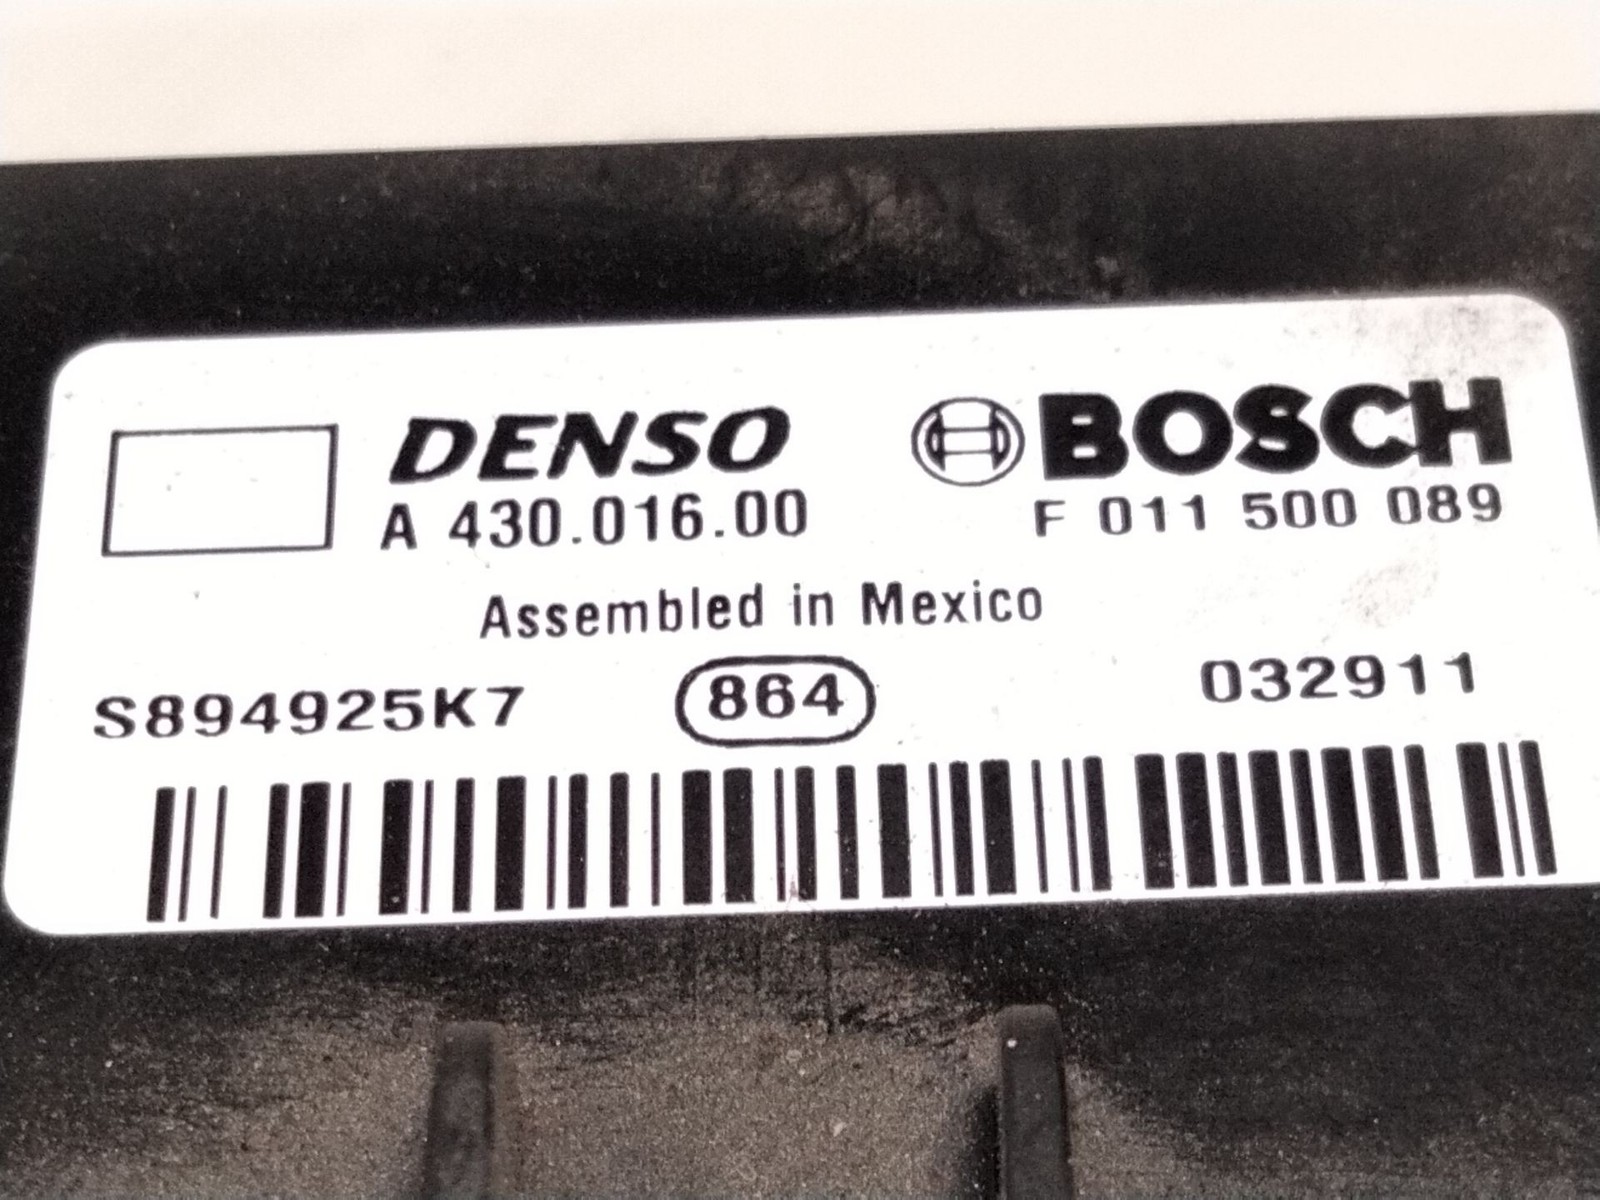 DENSO BOSCH
A 430.016.00 F 011 500 089
Assembled in Mexico
S894925K7 864 032911